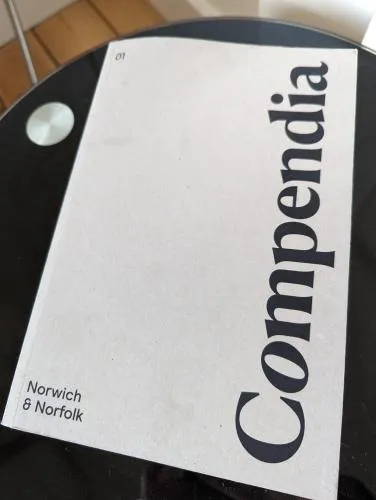 01
Compendia
Norwich
& Norfolk